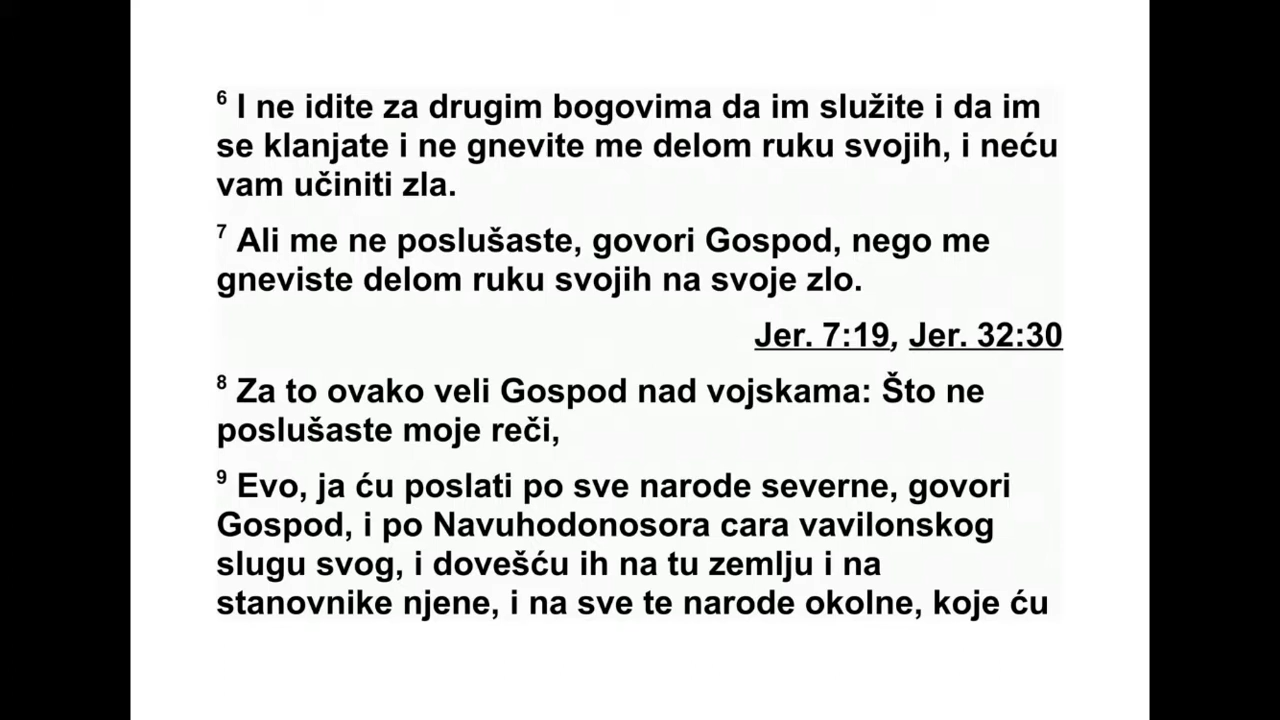 6 I ne idite za drugim bogovima da im služite i da im
se klanjate i ne gnevite me delom ruku svojih, i neću
vam učiniti zla.
7 Ali me ne poslušaste, govori Gospod, nego me
gneviste delom ruku svojih na svoje zlo.
Jer. 7:19, Jer. 32:30
8 Za to ovako veli Gospod nad vojskama: Što ne
poslušaste moje reči,
9 Evo, ja ću poslati po sve narode severne, govori
Gospod, i po Navuhodonosora cara vavilonskog
slugu svog, i dovešću ih na tu zemlju i na
stanovnike njene, i na sve te narode okolne, koje ću